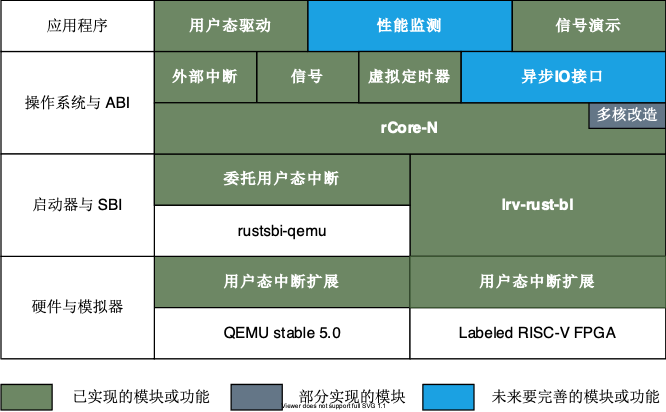 应用程序
用户态驱动
性能监测
信号演示
操作系统与 ABI
外部中断
信号
虚拟定时器
异步IO接口
多核改造
rCore-N
启动器与 SBI
委托用户态中断
lrv-rust-bl
rustsbi-qemu
硬件与模拟器
用户态中断扩展
用户态中断扩展
QEMU stable 5.0
Labeled RISC-V FPGA
已实现的模块或功能
部分实现的模块
未来要完善的模块或功能
Viewer does not support full SVG 1.1